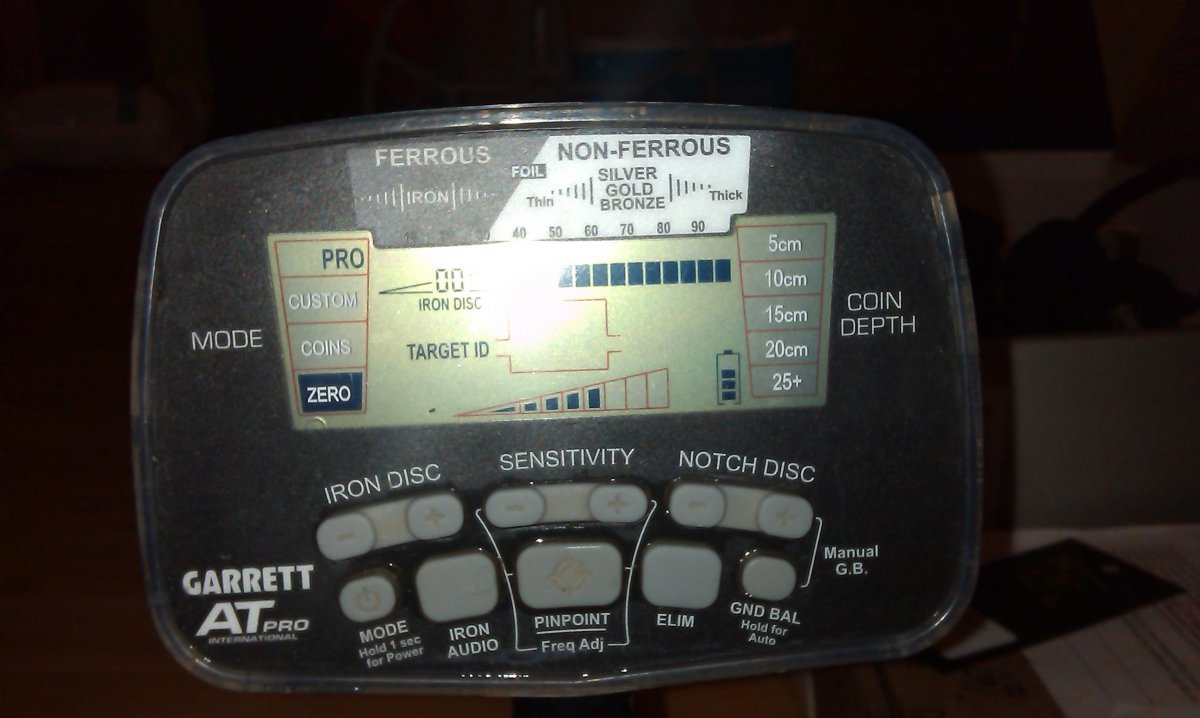 FERROUS
IRON
NON-FERROUS
FOIL
SILVER
GOLD
BRONZE
Thin
Thick
40 50 60 70 80 90
PRO
CUSTOM
COINS
ZERO
MODE
00
IRON DISC
TARGET ID
5cm
10cm
15cm
20cm
25+
COIN
DEPTH
IRON DISC
SENSITIVITY
NOTCH DISC
- + - + - +
Manual
G.B.
GARRETT
AT PRO
INTERNATIONAL
MODE
Hold 1 sec
for Power
IRON
AUDIO
PINPOINT
Freq Adj
ELIM
GND BAL
Hold for
Auto